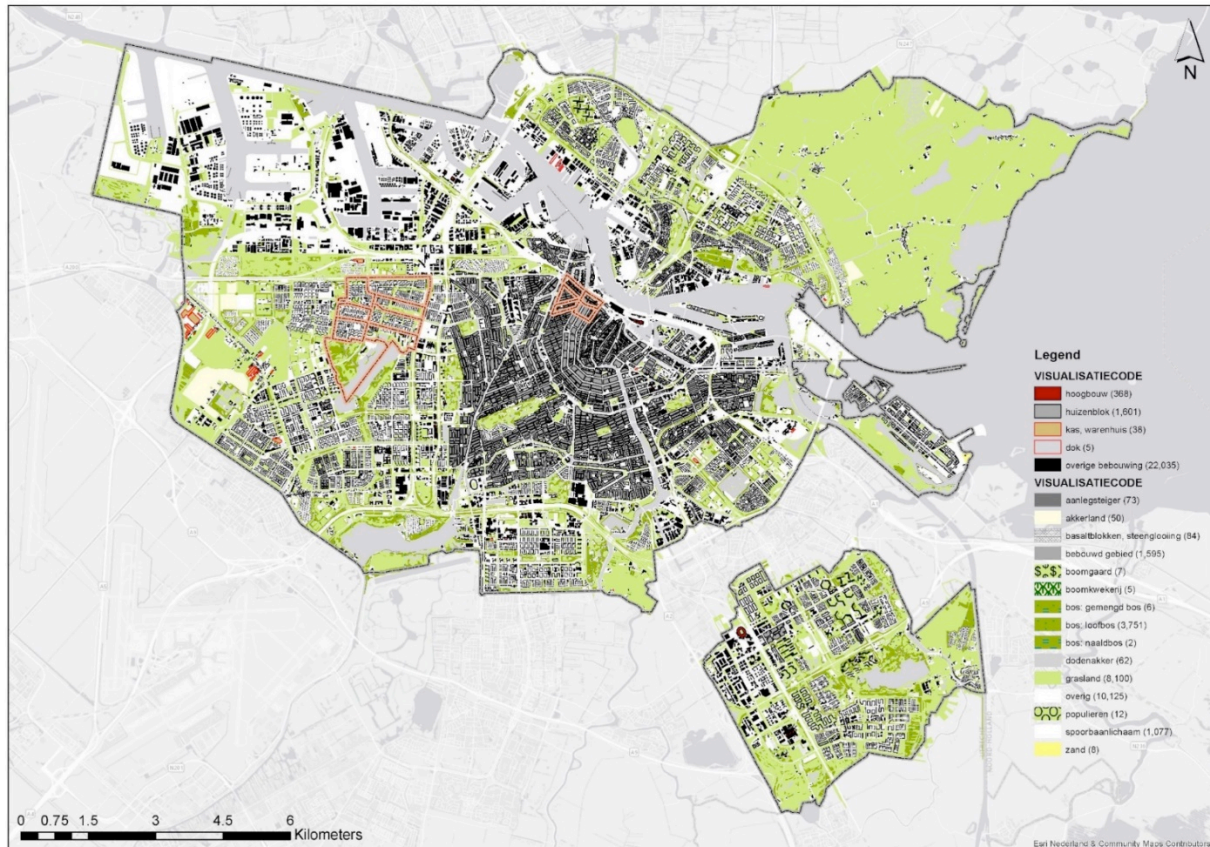 N
Legend
VISUALISATIECODE
hoogbouw (368)
huizenblok (1,601)
kas, warenhuis (38)
dok (5)
overige bebouwing (22,035)
VISUALISATIECODE
aanlegsteiger (73)
akkerland (50)
basaltblokken, steenglooiing (84)
bebouwd gebied (1,595)
boomgaard (7)
boomkwekerij (5)
bos: gemengd bos (6)
bos: loofbos (3,751)
bos: naaldbos (2)
dodenakker (62)
grasland (8,100)
overig (10,125)
populieren (12)
spoorbaanlichaam (1,077)
zand (8)
0 0.75 1.5 3 4.5 6
Kilometers
Esri Nederland & Community Maps Contributors